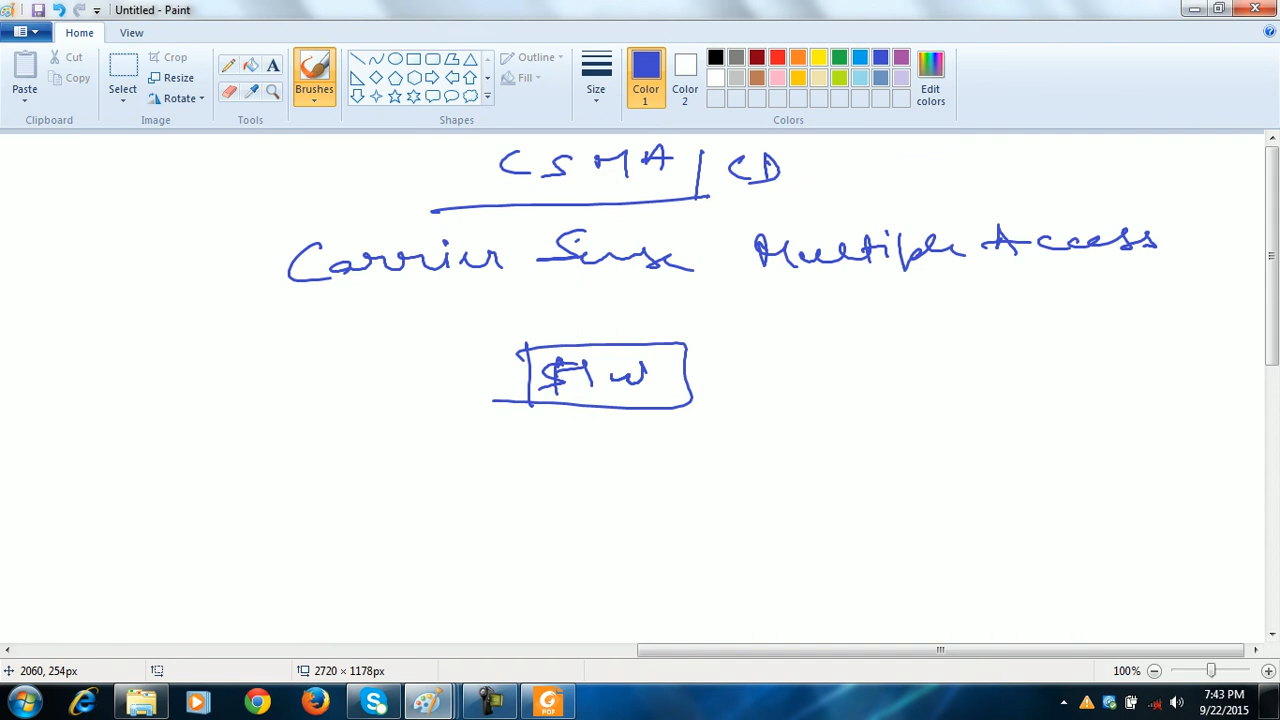 Untitled - Paint
Home View
Cut
Copy
Paste
Clipboard
Select
Crop
Resize
Rotate
Image
Tools
Brushes
Outline
Fill
Shapes
Size
Color 1
Color 2
Edit colors
Colors
CSMA/CD
Carrier Sense Multiple Access
2060, 254px
2720 × 1178px
100%
PDF
7:43 PM
9/22/2015